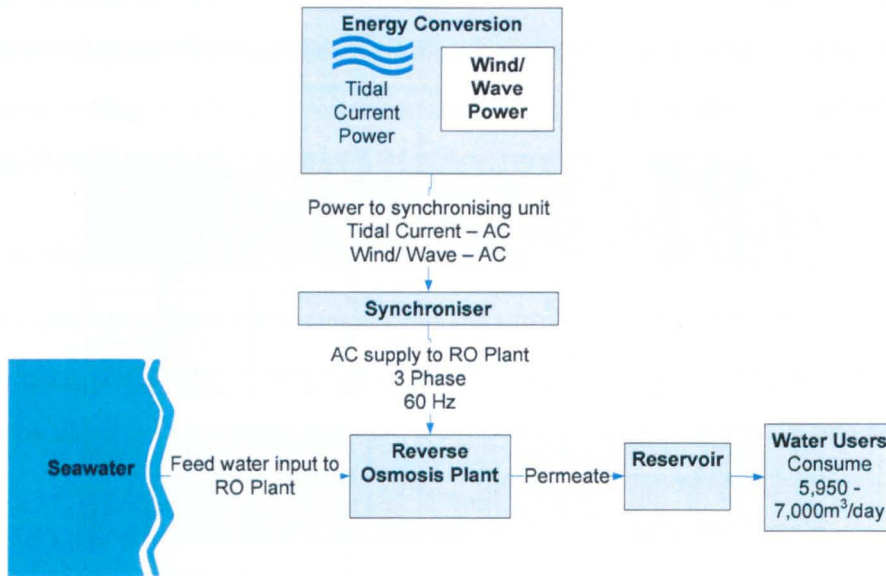 Energy Conversion
Tidal
Current
Power
Wind/
Wave
Power
Power to synchronising unit
Tidal Current – AC
Wind/ Wave – AC
Synchroniser
AC supply to RO Plant
3 Phase
60 Hz
Seawater
Feed water input to
RO Plant
Reverse
Osmosis Plant
Permeate
Reservoir
Water Users
Consume
5,950 -
7,000m³/day